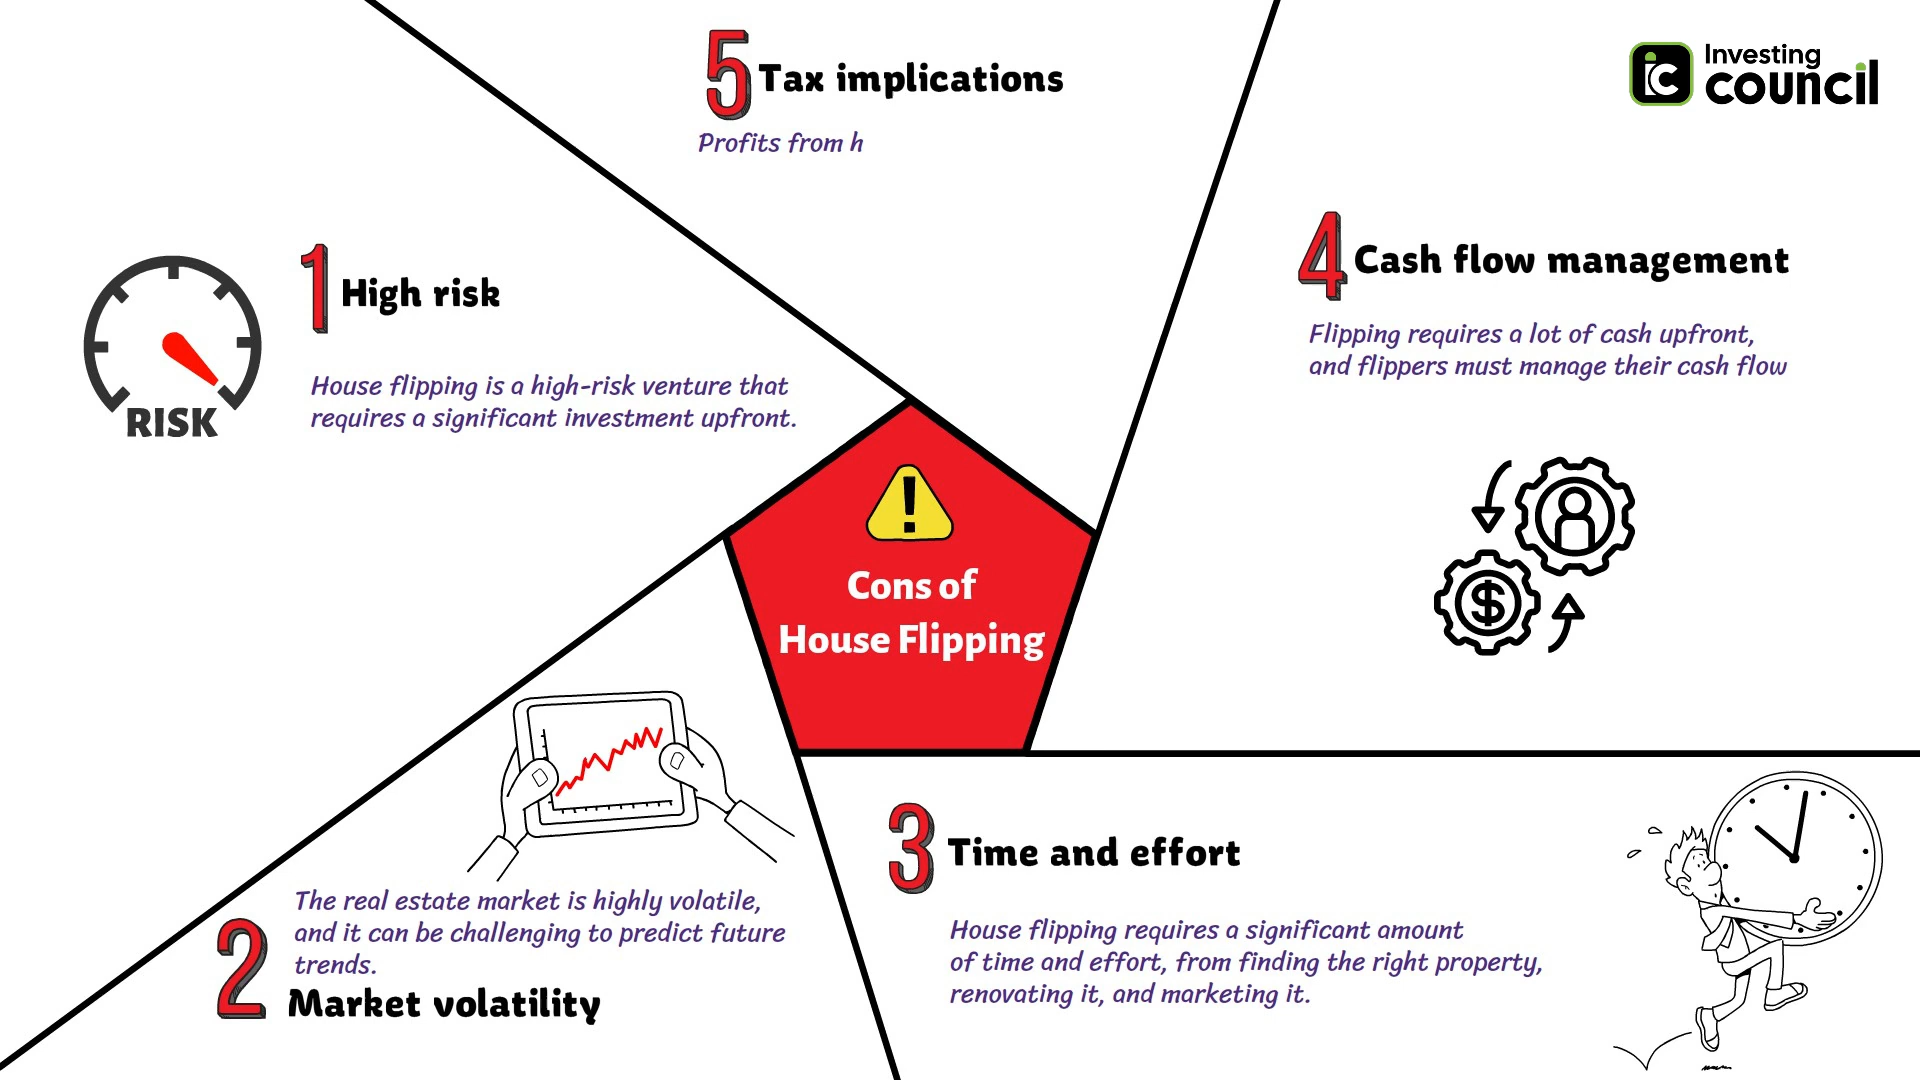 5 Tax implications
Profits from h
Investing
council
1 High risk
House flipping is a high-risk venture that
requires a significant investment upfront.
RISK
4 Cash flow management
Flipping requires a lot of cash upfront,
and flippers must manage their cash flow
$
!
Cons of
House Flipping
The real estate market is highly volatile,
and it can be challenging to predict future
trends.
2 Market volatility
3 Time and effort
House flipping requires a significant amount
of time and effort, from finding the right property,
renovating it, and marketing it.